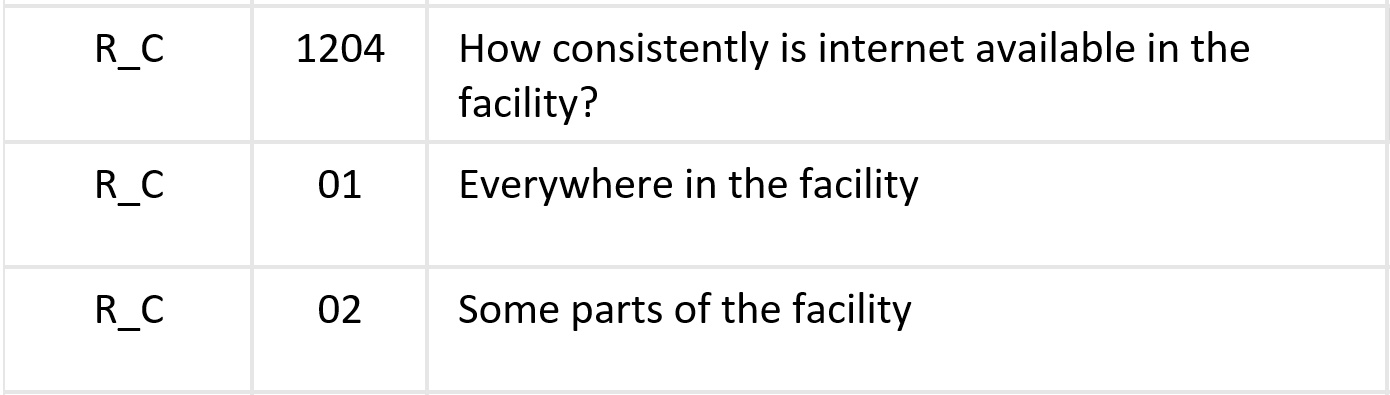 R_C 1204 How consistently is internet available in the
facility?
R_C 01 Everywhere in the facility
R_C 02 Some parts of the facility